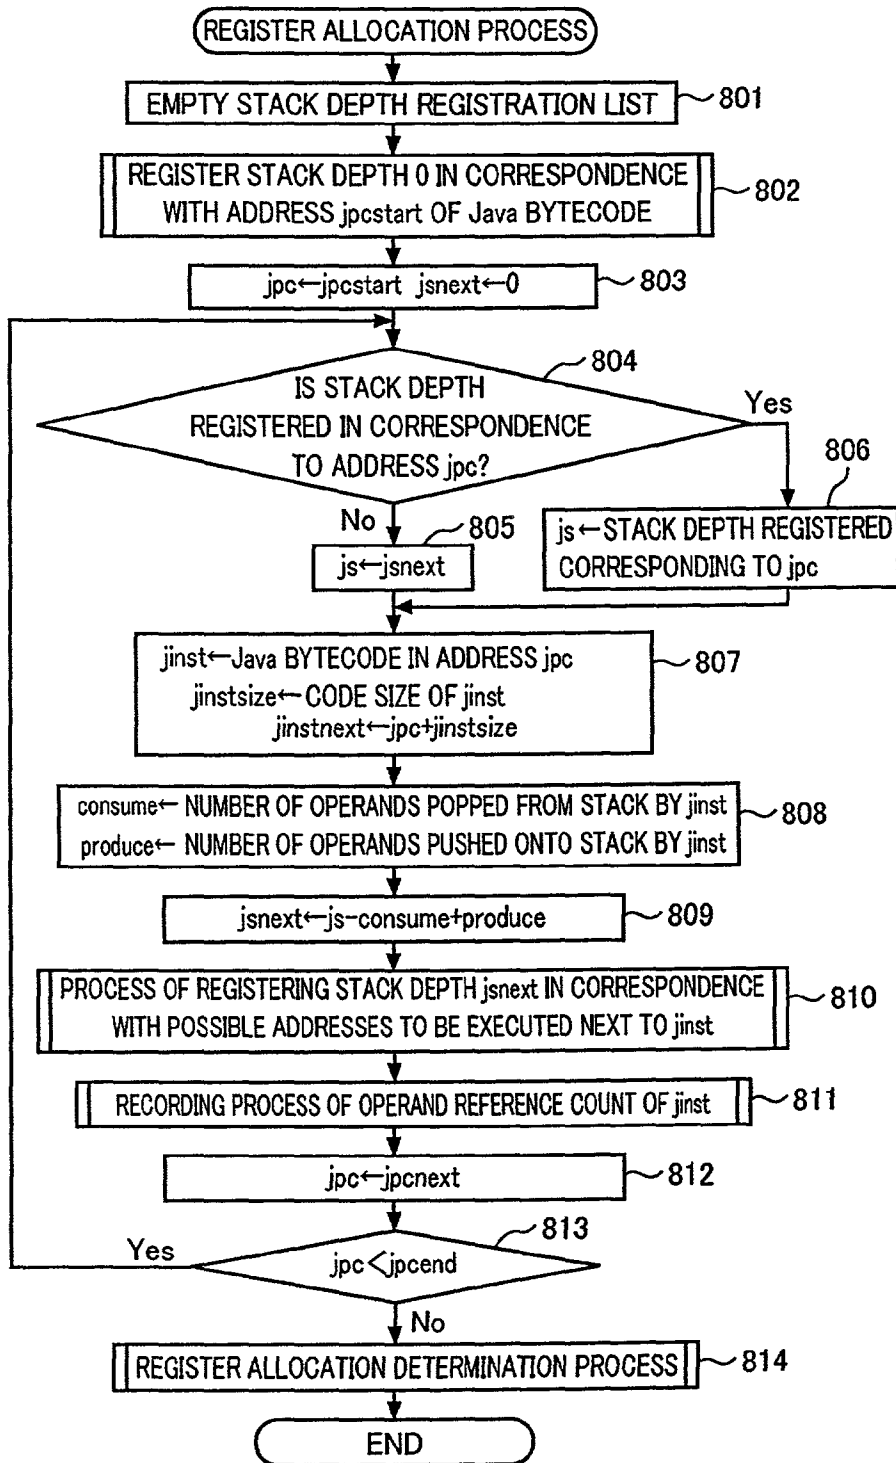 REGISTER ALLOCATION PROCESS
EMPTY STACK DEPTH REGISTRATION LIST
801
REGISTER STACK DEPTH 0 IN CORRESPONDENCE
WITH ADDRESS jpcstart OF Java BYTECODE
802
jpc←jpcstart jsnext←0
803
804
IS STACK DEPTH
REGISTERED IN CORRESPONDENCE
TO ADDRESS jpc?
Yes
No
805
js←jsnext
806
js←STACK DEPTH REGISTERED
CORRESPONDING TO jpc
jinst←Java BYTECODE IN ADDRESS jpc
jinstsize←CODE SIZE OF jinst
jinstnext←jpc+jinstsize
807
consume← NUMBER OF OPERANDS POPPED FROM STACK BY jinst
produce← NUMBER OF OPERANDS PUSHED ONTO STACK BY jinst
808
jsnext←js-consume+produce
809
PROCESS OF REGISTERING STACK DEPTH jsnext IN CORRESPONDENCE
WITH POSSIBLE ADDRESSES TO BE EXECUTED NEXT TO jinst
810
RECORDING PROCESS OF OPERAND REFERENCE COUNT OF jinst
811
jpc←jpcnext
812
813
Yes
jpc<jpcend
No
REGISTER ALLOCATION DETERMINATION PROCESS
814
END